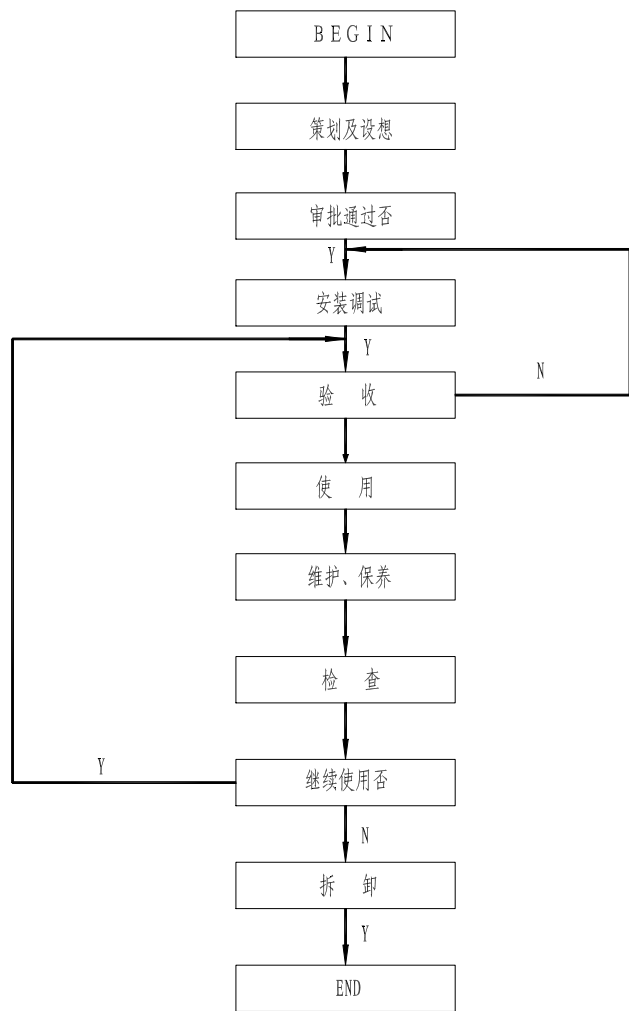 BEGIN
策划及设想
审批通过否
Y
安装调试
Y
验 收
N
使 用
维护、保养
检 查
Y
继续使用否
N
拆 卸
Y
END